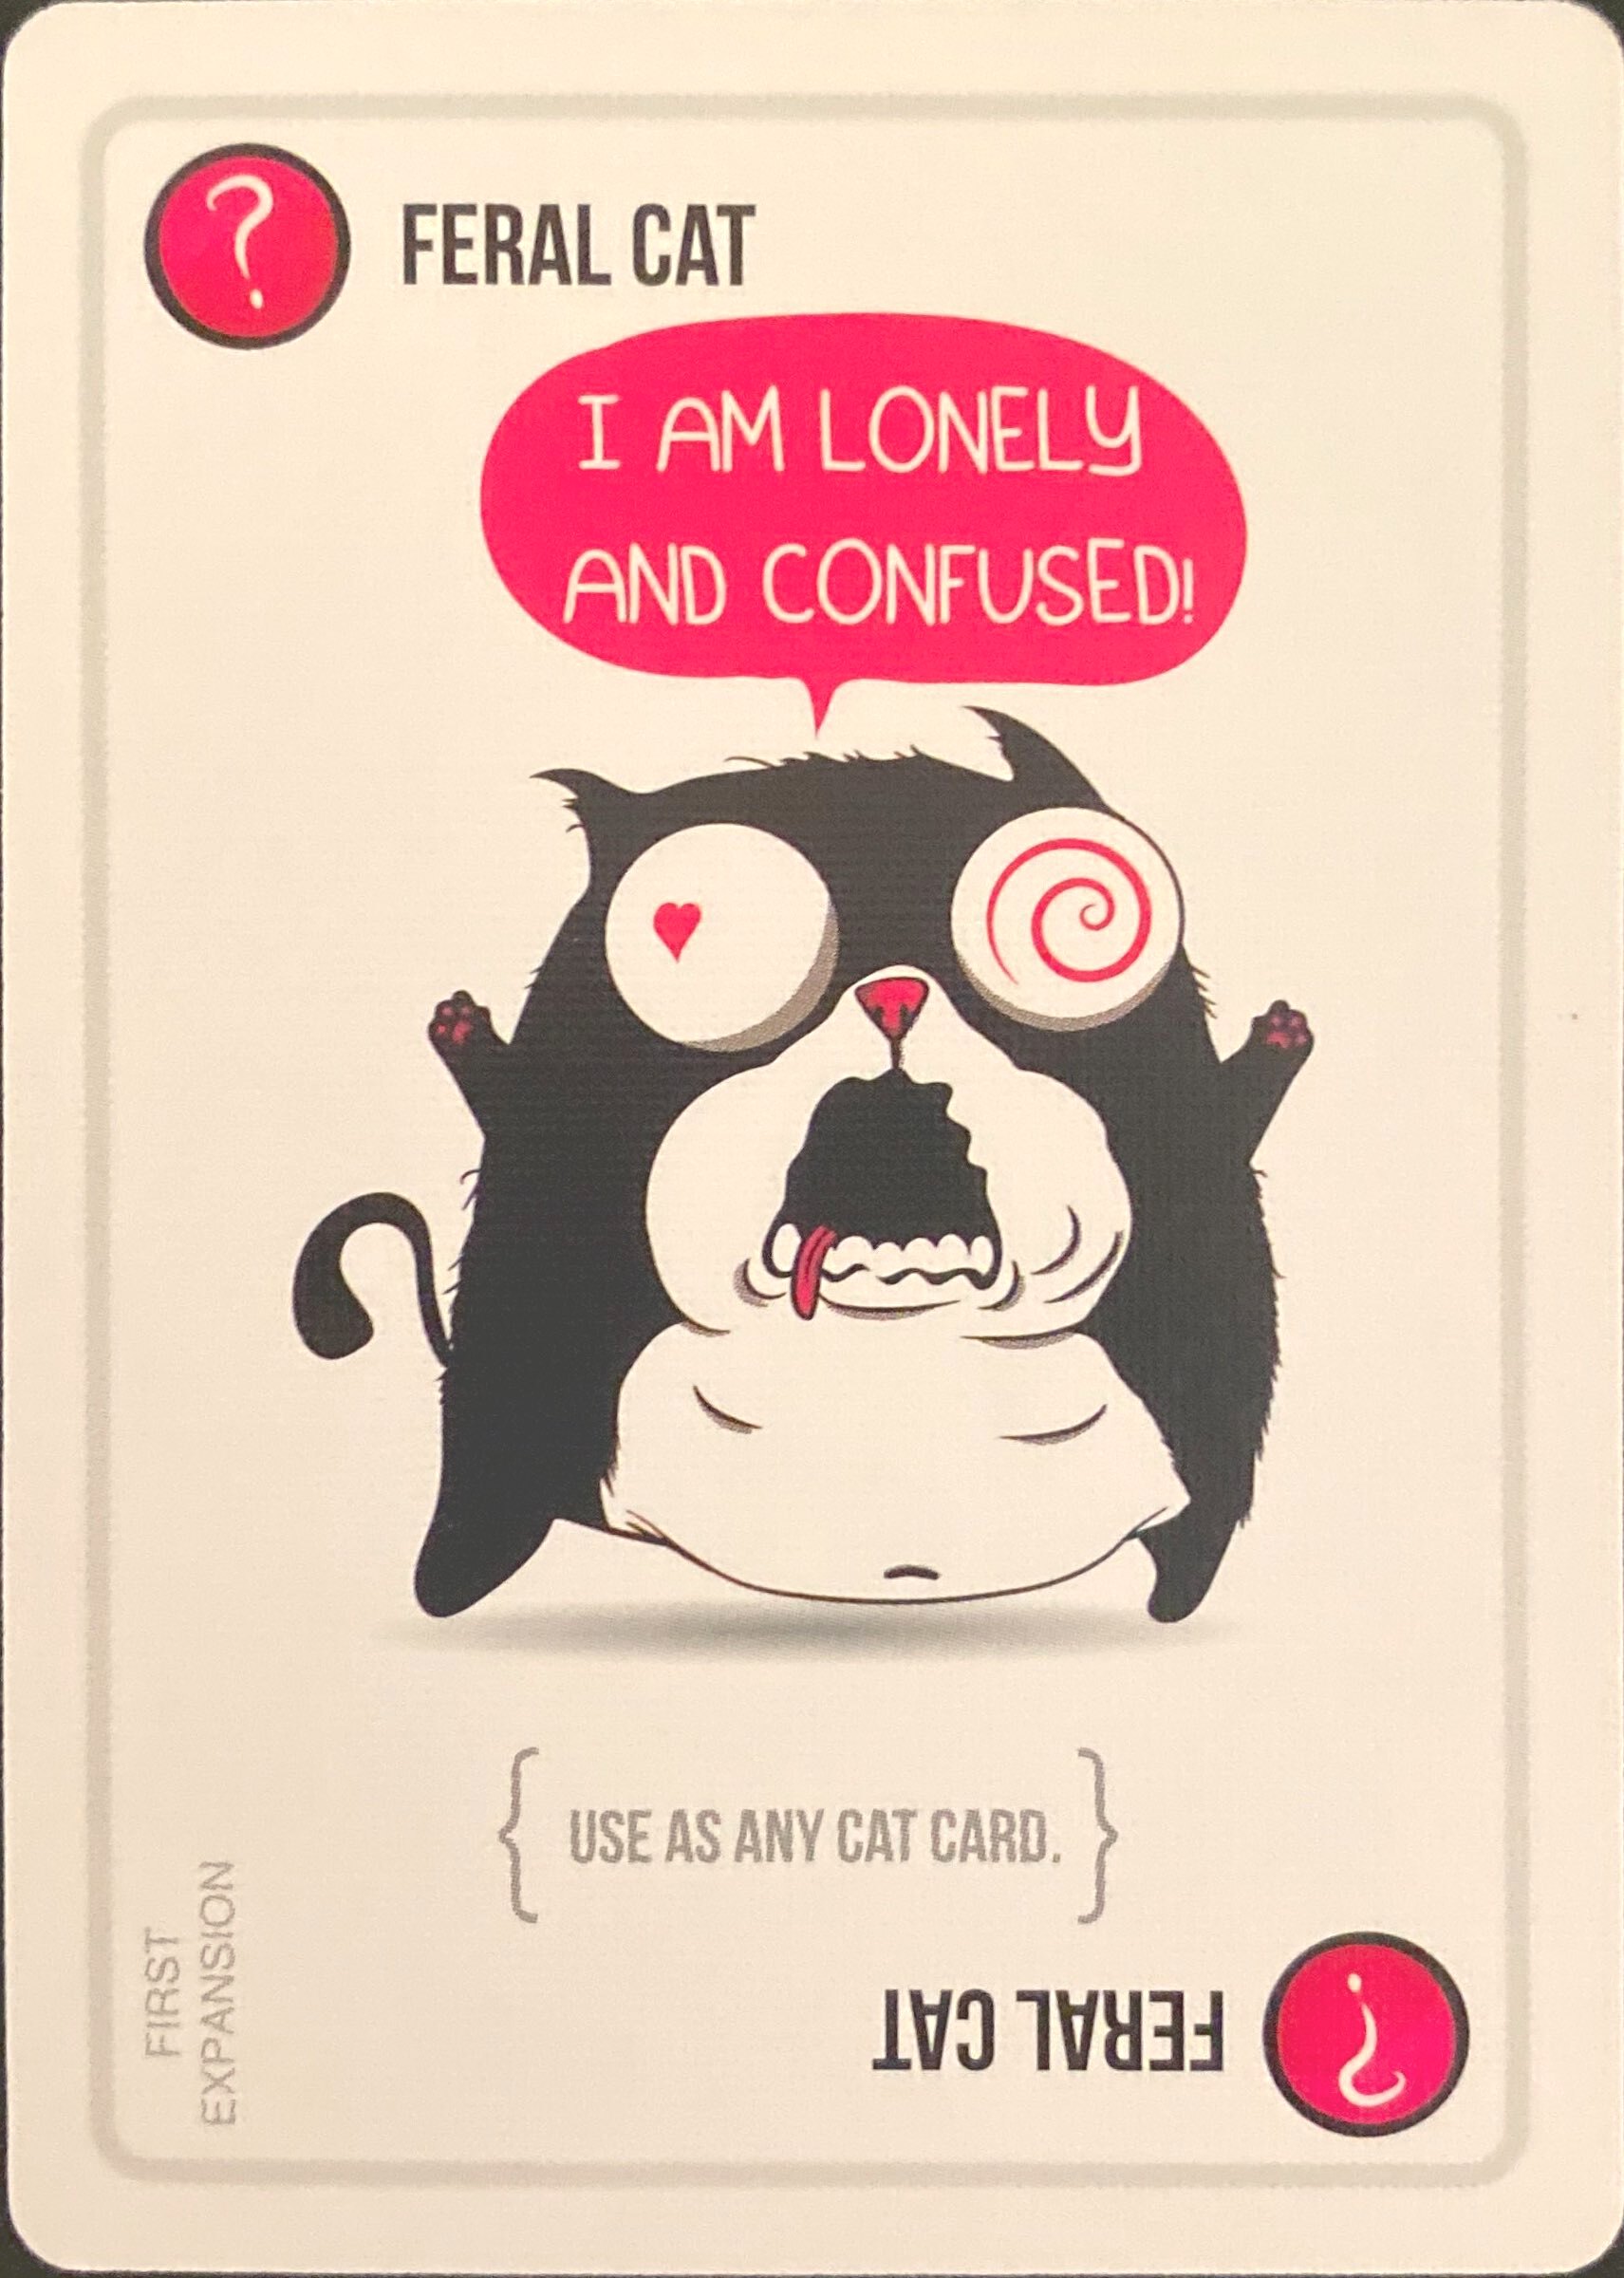 ?
FERAL CAT
I AM LONELY
AND CONFUSED!
{ USE AS ANY CAT CARD. }
FIRST
EXPANSION
FERAL CAT
?